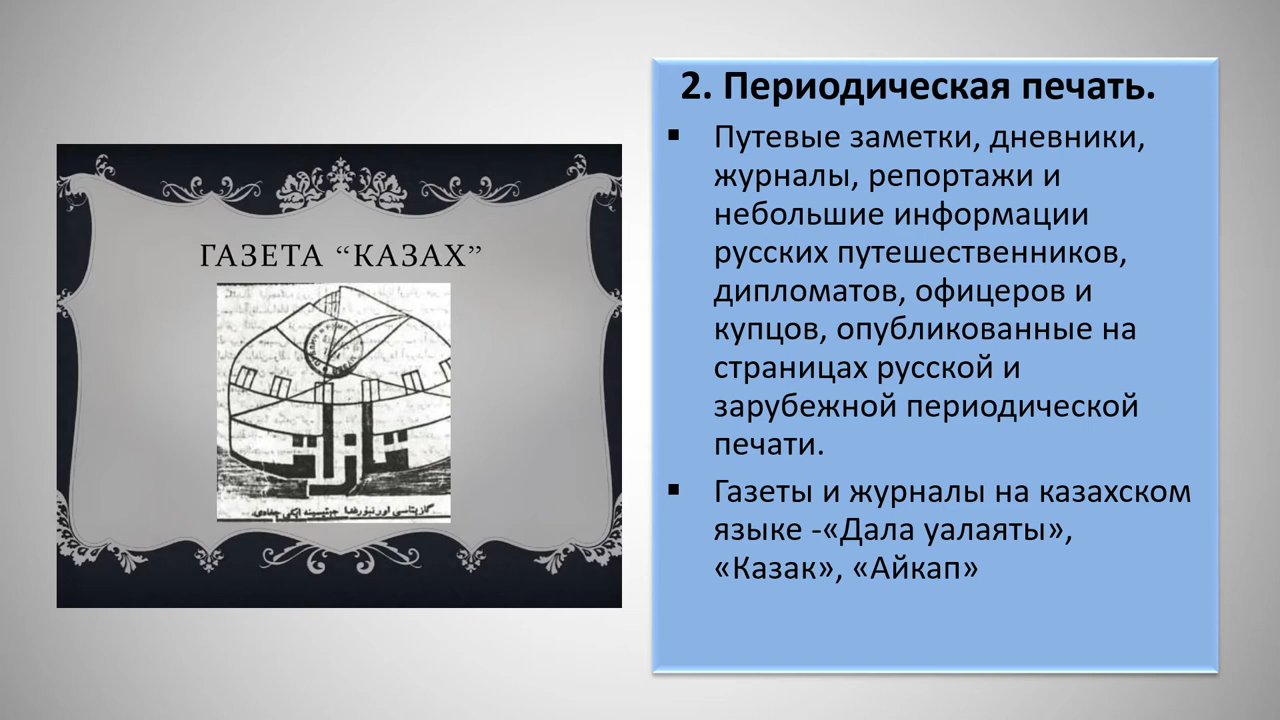 ГАЗЕТА “КАЗАХ”
2. Периодическая печать.
▪ Путевые заметки, дневники,
журналы, репортажи и
небольшие информации
русских путешественников,
дипломатов, офицеров и
купцов, опубликованные на
страницах русской и
зарубежной периодической
печати.
▪ Газеты и журналы на казахском
языке -«Дала уалаяты»,
«Казак», «Айкап»